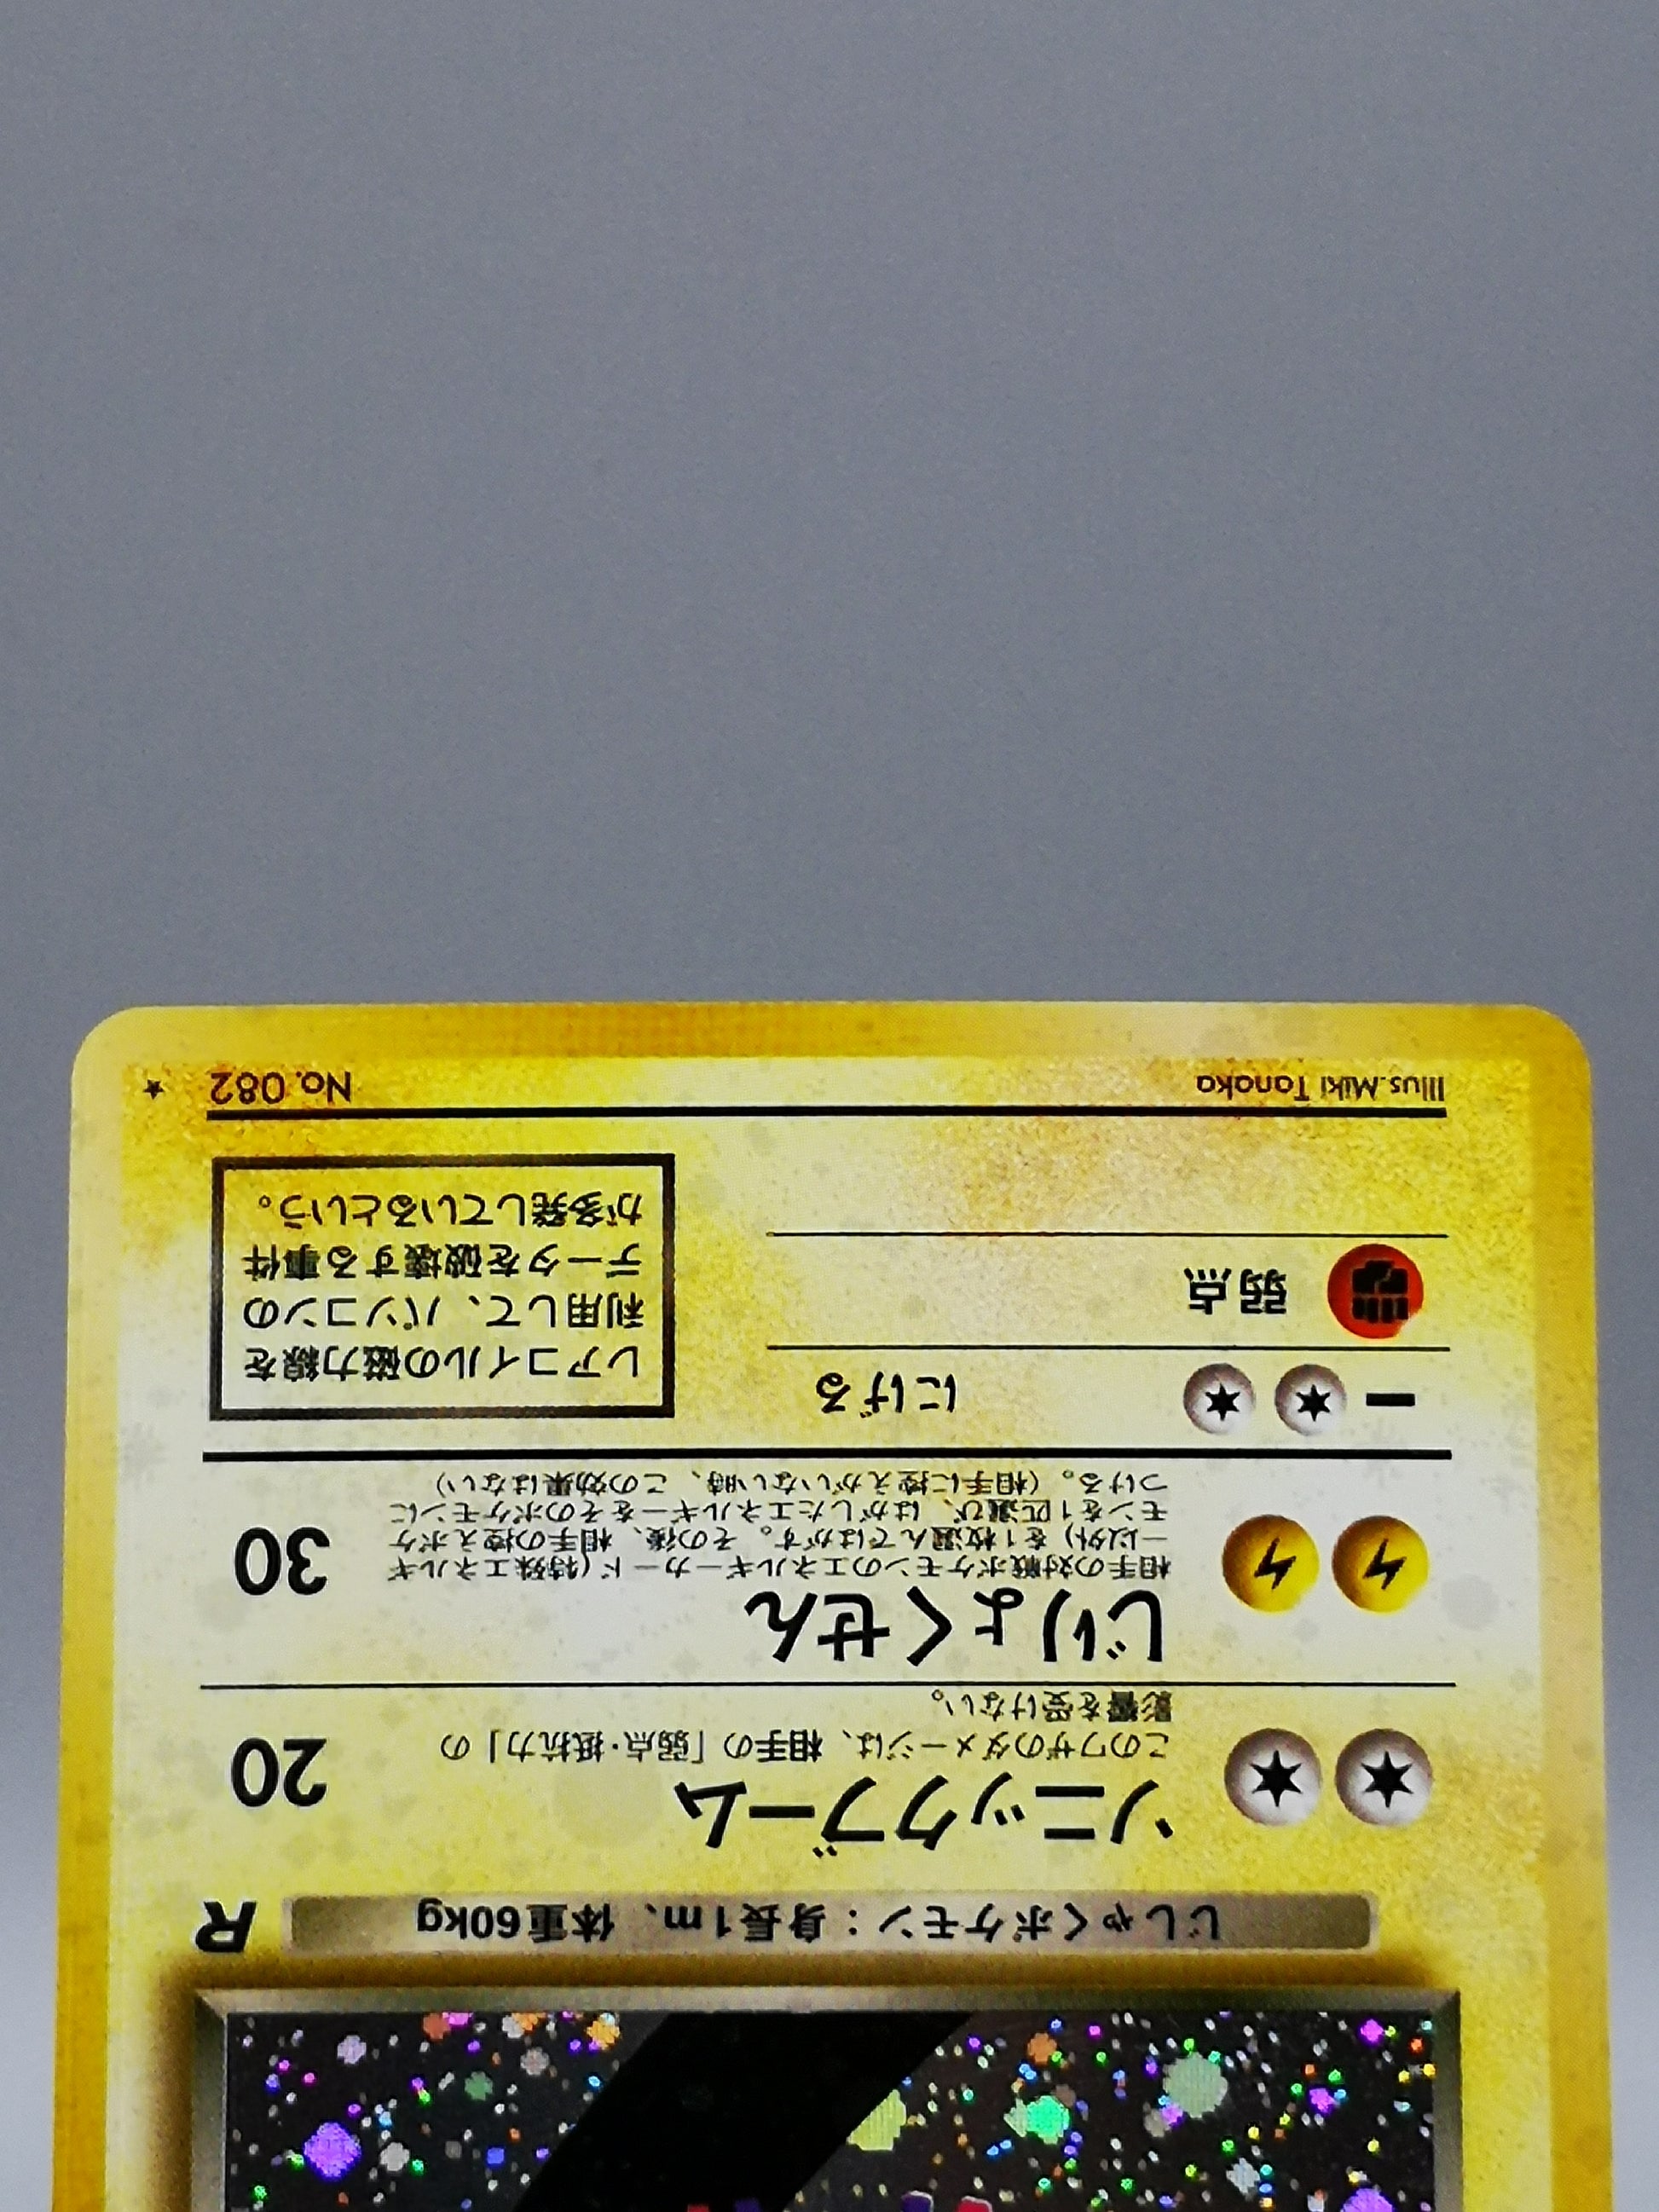 じしゃくポケモン：身長1m、体重60kg
R
ソニックブーム
20
このワザのダメージは、相手の「弱点・抵抗力」の
影響を受けない。
じりょくせん
30
相手の対戦ポケモンのエネルギーカード(特殊エネルギ
ー以外)を1枚選んではがす。その後、相手の控えポケ
モンを1匹選び、はがしたエネルギーをそのポケモンに
つける。(相手に控えがいない時、この効果はない)
にげる
弱点
レアコイルの磁力線を
利用して、パソコンの
データを破壊する事件
が多発しているという。
Illus.Miki Tanaka
No. 082 ★